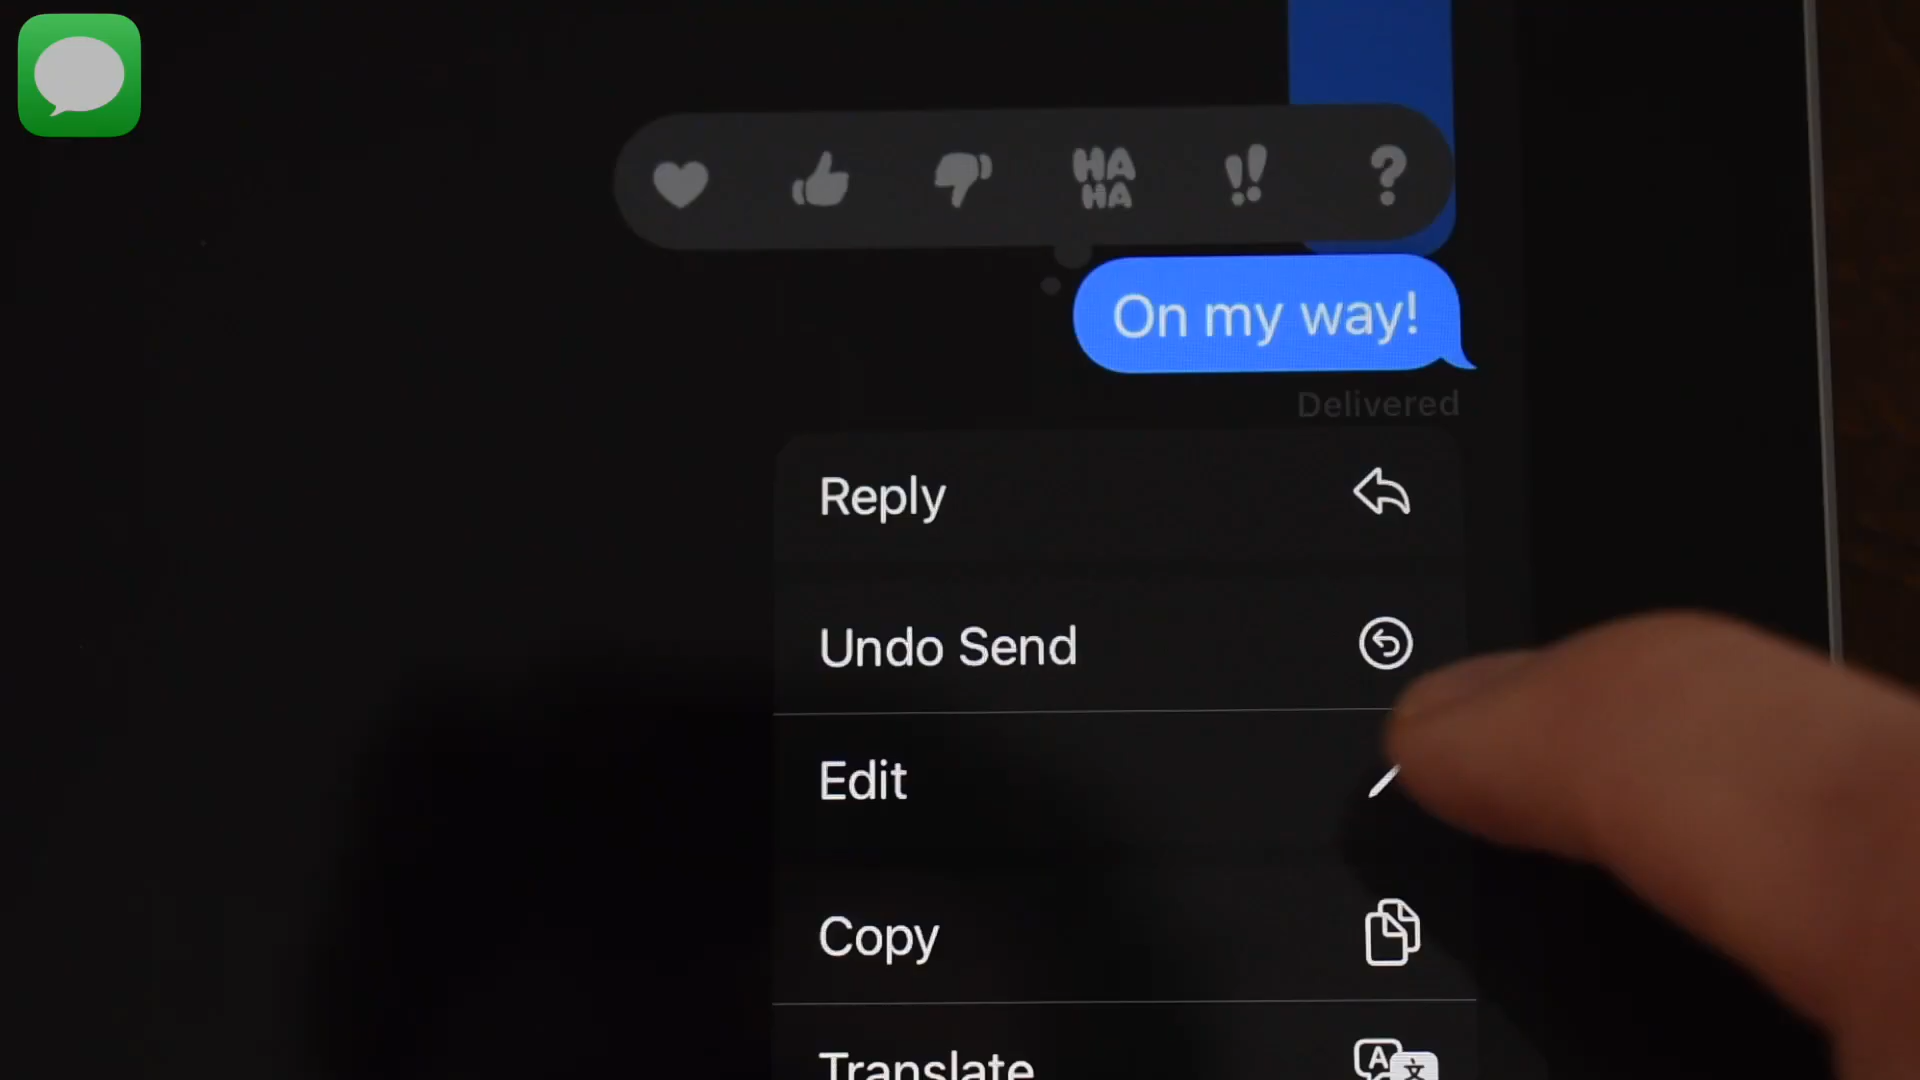 HA
HA
On my way!
Delivered
Reply
Undo Send
Edit
Copy
Translate